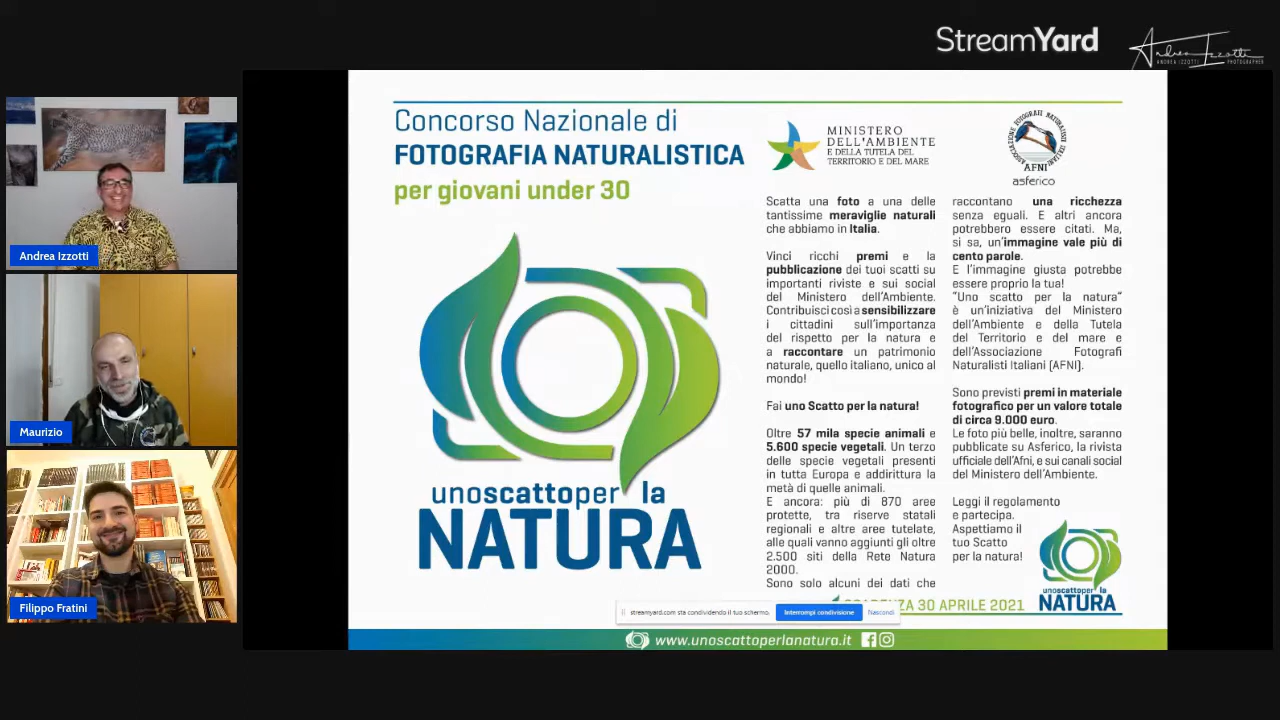 StreamYard
Andrea Izzotti
ANDREA IZZOTTI PHOTOGRAPHER
Andrea Izzotti
Maurizio
Filippo Fratini
Concorso Nazionale di
FOTOGRAFIA NATURALISTICA
per giovani under 30
unoscattoper la
NATURA
MINISTERO
DELL'AMBIENTE
E DELLA TUTELA DEL
TERRITORIO E DEL MARE
ASSOCIAZIONE FOTOGRAFI NATURALISTI ITALIANI
AFNI
asferico
Scatta una foto a una delle
tantissime meraviglie naturali
che abbiamo in Italia.
Vinci ricchi premi e la
pubblicazione dei tuoi scatti su
importanti riviste e sui social
del Ministero dell'Ambiente.
Contribuisci così a sensibilizzare
i cittadini sull'importanza
del rispetto per la natura e
a raccontare un patrimonio
naturale, quello italiano, unico al
mondo!
Fai uno Scatto per la natura!
Oltre 57 mila specie animali e
5.600 specie vegetali. Un terzo
delle specie vegetali presenti
in tutta Europa e addirittura la
metà di quelle animali.
E ancora: più di 870 aree
protette, tra riserve statali
regionali e altre aree tutelate,
alle quali vanno aggiunti gli oltre
2.500 siti della Rete Natura
2000.
Sono solo alcuni dei dati che
raccontano una ricchezza
senza eguali. E altri ancora
potrebbero essere citati. Ma,
si sa, un'immagine vale più di
cento parole.
E l'immagine giusta potrebbe
essere proprio la tua!
"Uno scatto per la natura"
è un'iniziativa del Ministero
dell'Ambiente e della Tutela
del Territorio e del mare e
dell'Associazione Fotografi
Naturalisti Italiani (AFNI).
Sono previsti premi in materiale
fotografico per un valore totale
di circa 9.000 euro.
Le foto più belle, inoltre, saranno
pubblicate su Asferico, la rivista
ufficiale dell'Afni, e sui canali social
del Ministero dell'Ambiente.
Leggi il regolamento
e partecipa.
Aspettiamo il
tuo Scatto
per la natura!
unoscattoper la
NATURA
streamyard.com sta condividendo il tuo schermo.
Interrompi condivisione
Nascondi
SCADENZA 30 APRILE 2021
www.unoscattoperlanatura.it